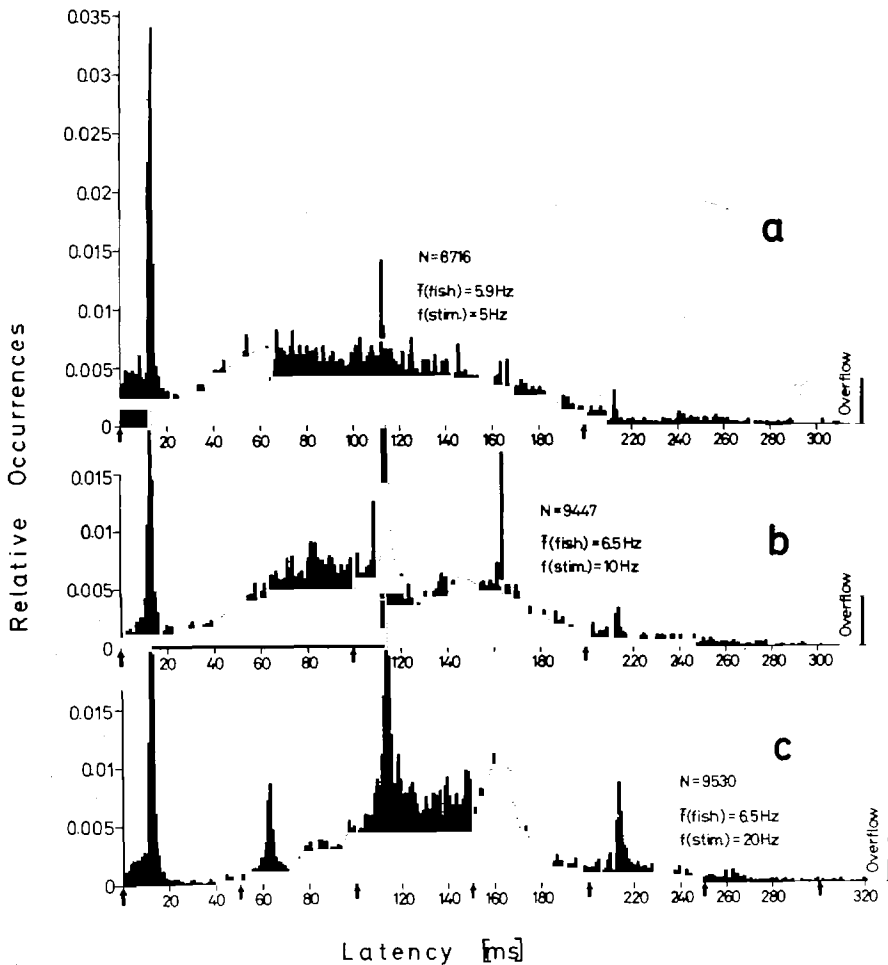 0.035
0.03
0.025
0.02
0.015
0.01
0.005
0
a
N=8716
f̄(fish)=5.9Hz
f(stim.)=5Hz
Overflow
20 40 60 80 100 120 140 160 180 200 220 240 260 280 300
0.015
0.01
0.005
0
b
N=9447
f̄(fish)=6.5Hz
f(stim.)=10Hz
Overflow
20 40 60 80 100 120 140 160 180 200 220 240 260 280 300
0.015
0.01
0.005
0
c
N=9530
f̄(fish)=6.5Hz
f(stim.)=20Hz
Overflow
20 40 60 80 100 120 140 160 180 200 220 240 260 280 300 320
Relative Occurrences
Latency [ms]